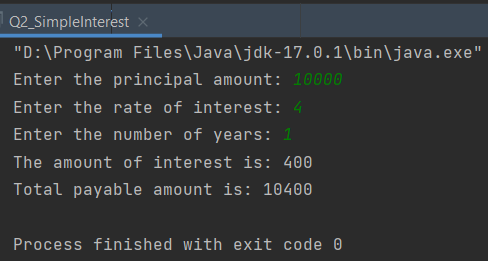 Q2_SimpleInterest ×
"D:\Program Files\Java\jdk-17.0.1\bin\java.exe"
Enter the principal amount: 10000
Enter the rate of interest: 4
Enter the number of years: 1
The amount of interest is: 400
Total payable amount is: 10400
Process finished with exit code 0